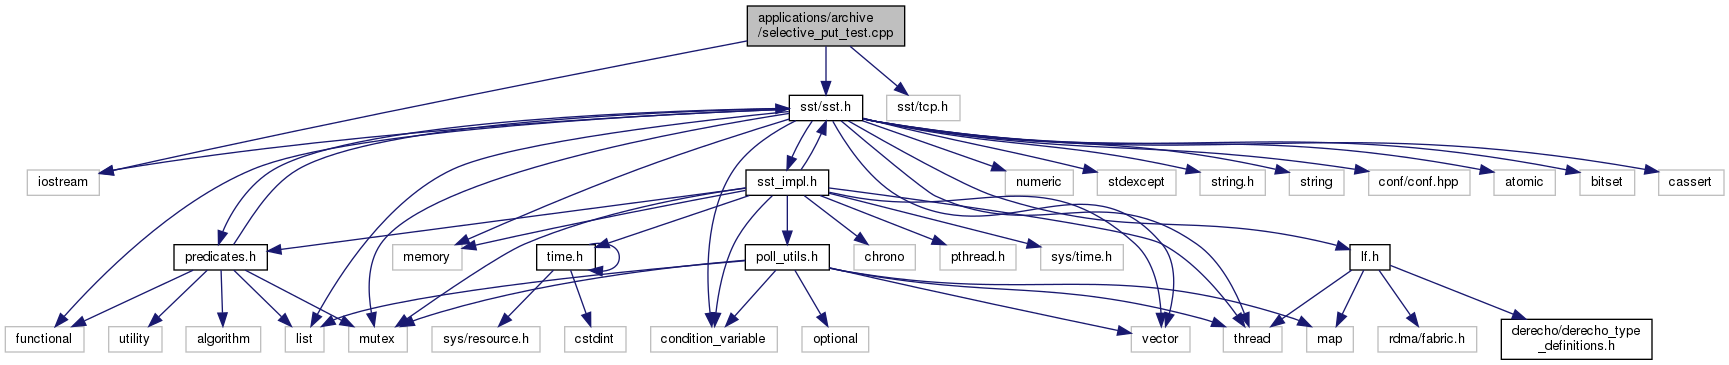 applications/archive
/selective_put_test.cpp
sst/sst.h
sst/tcp.h
iostream
sst_impl.h
numeric
stdexcept
string.h
string
conf/conf.hpp
atomic
bitset
cassert
predicates.h
memory
time.h
poll_utils.h
chrono
pthread.h
sys/time.h
lf.h
functional
utility
algorithm
list
mutex
sys/resource.h
cstdint
condition_variable
optional
vector
thread
map
rdma/fabric.h
derecho/derecho_type
_definitions.h